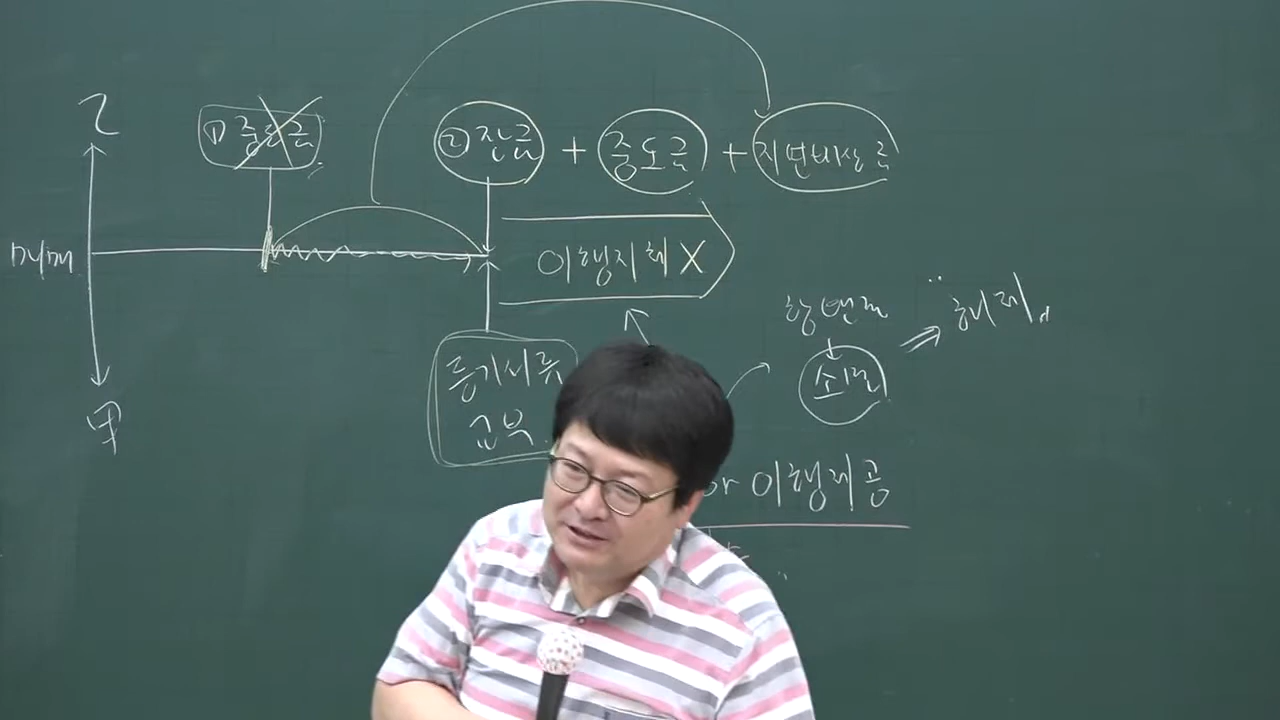 乙
① 중도금
② 잔금 + 중도금 + 지연배상금
매매
이행지체 X
항변권
해제
甲
등기서류
교부
소멸
or 이행제공